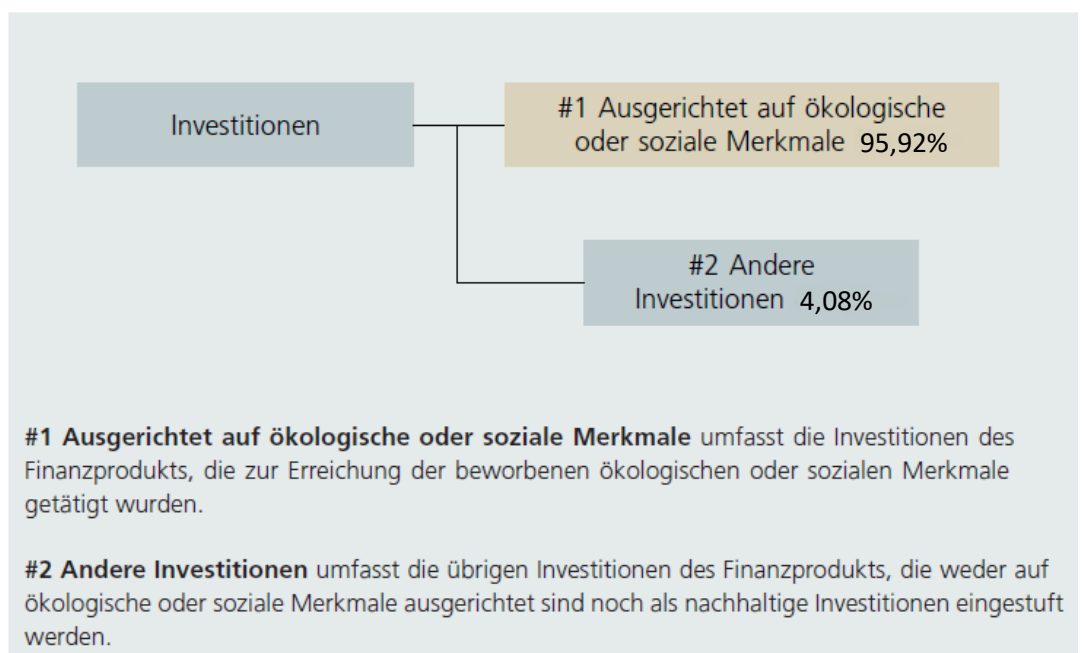 Investitionen
#1 Ausgerichtet auf ökologische
oder soziale Merkmale 95,92%
#2 Andere
Investitionen 4,08%
#1 Ausgerichtet auf ökologische oder soziale Merkmale umfasst die Investitionen des
Finanzprodukts, die zur Erreichung der beworbenen ökologischen oder sozialen Merkmale
getätigt wurden.
#2 Andere Investitionen umfasst die übrigen Investitionen des Finanzprodukts, die weder auf
ökologische oder soziale Merkmale ausgerichtet sind noch als nachhaltige Investitionen eingestuft
werden.